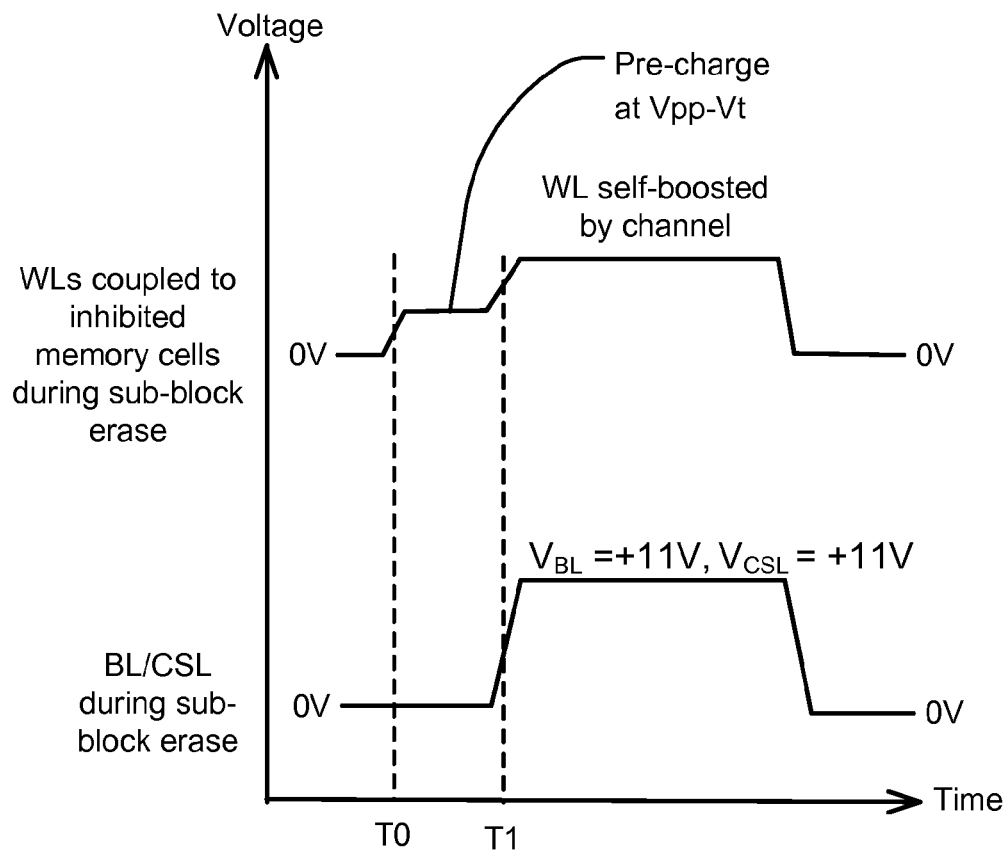 Voltage
Pre-charge
at Vpp-Vt
WL self-boosted
by channel
WLs coupled to
inhibited
memory cells
during sub-block
erase
0V
0V
V_BL =+11V, V_CSL = +11V
BL/CSL
during sub-
block erase
0V
0V
Time
T0
T1